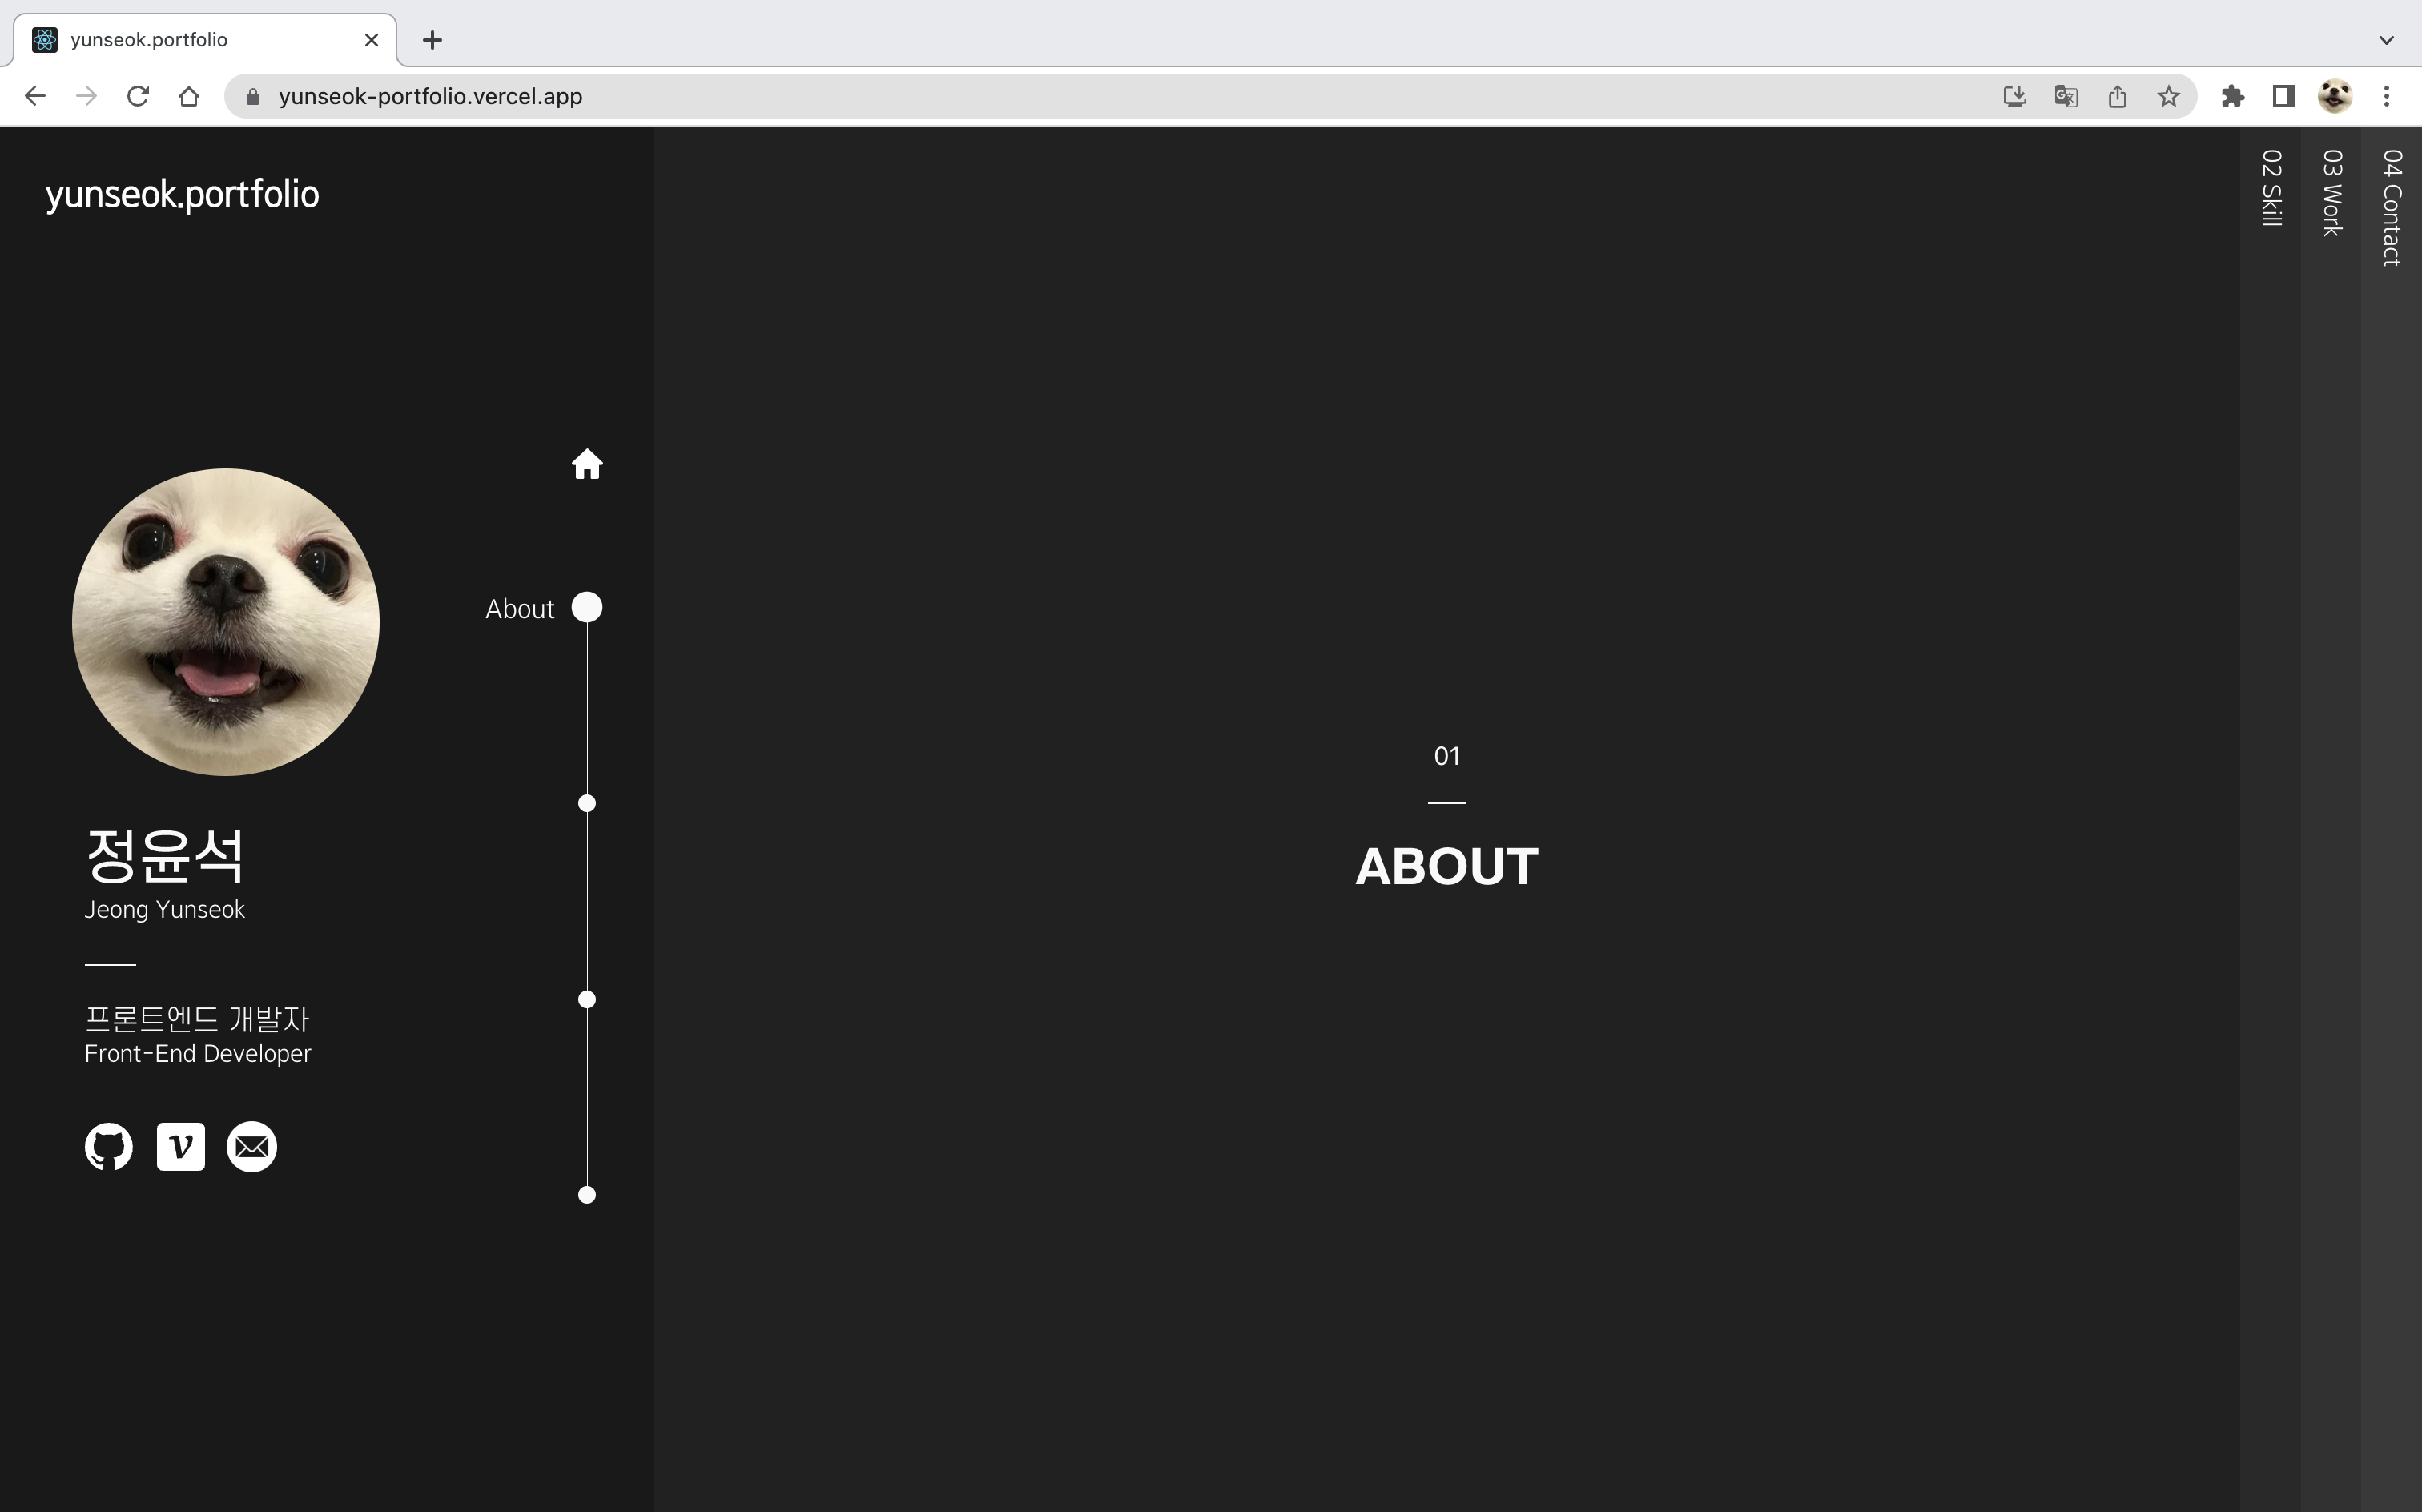 yunseok.portfolio
yunseok-portfolio.vercel.app
yunseok.portfolio
About
정윤석
Jeong Yunseok
프론트엔드 개발자
Front-End Developer
01
ABOUT
02 Skill
03 Work
04 Contact